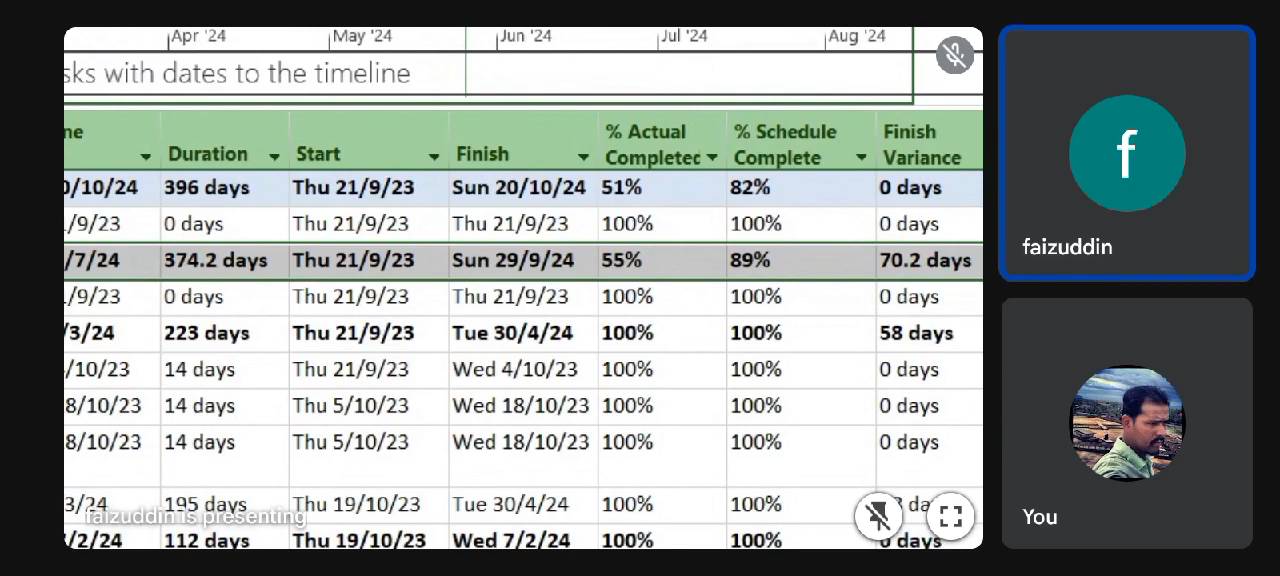 Apr '24 May '24 Jun '24 Jul '24 Aug '24
sks with dates to the timeline
ne Duration Start Finish % Actual Completed % Schedule Complete Finish Variance
0/10/24 396 days Thu 21/9/23 Sun 20/10/24 51% 82% 0 days
/9/23 0 days Thu 21/9/23 Thu 21/9/23 100% 100% 0 days
/7/24 374.2 days Thu 21/9/23 Sun 29/9/24 55% 89% 70.2 days
/9/23 0 days Thu 21/9/23 Thu 21/9/23 100% 100% 0 days
/3/24 223 days Thu 21/9/23 Tue 30/4/24 100% 100% 58 days
/10/23 14 days Thu 21/9/23 Wed 4/10/23 100% 100% 0 days
8/10/23 14 days Thu 5/10/23 Wed 18/10/23 100% 100% 0 days
8/10/23 14 days Thu 5/10/23 Wed 18/10/23 100% 100% 0 days
3/24 195 days Thu 19/10/23 Tue 30/4/24 100% 100%
faizuddin is presenting
/2/24 112 days Thu 19/10/23 Wed 7/2/24 100% 100% 0 days
f
faizuddin
You